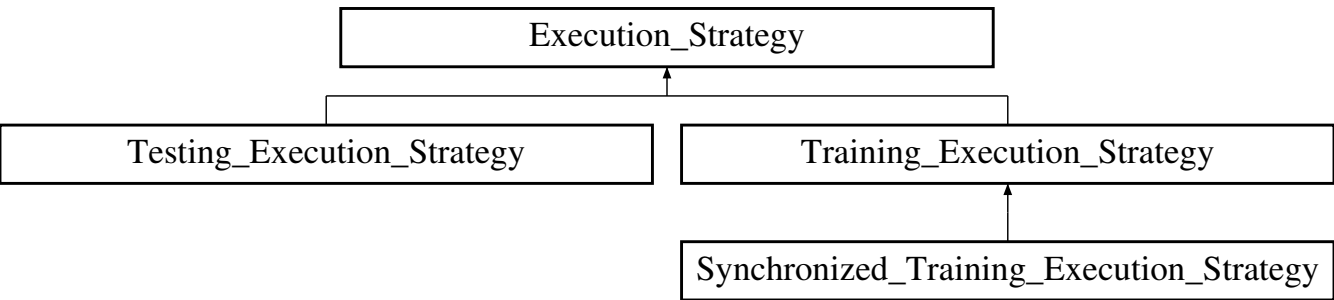 Execution_Strategy
Testing_Execution_Strategy
Training_Execution_Strategy
Synchronized_Training_Execution_Strategy